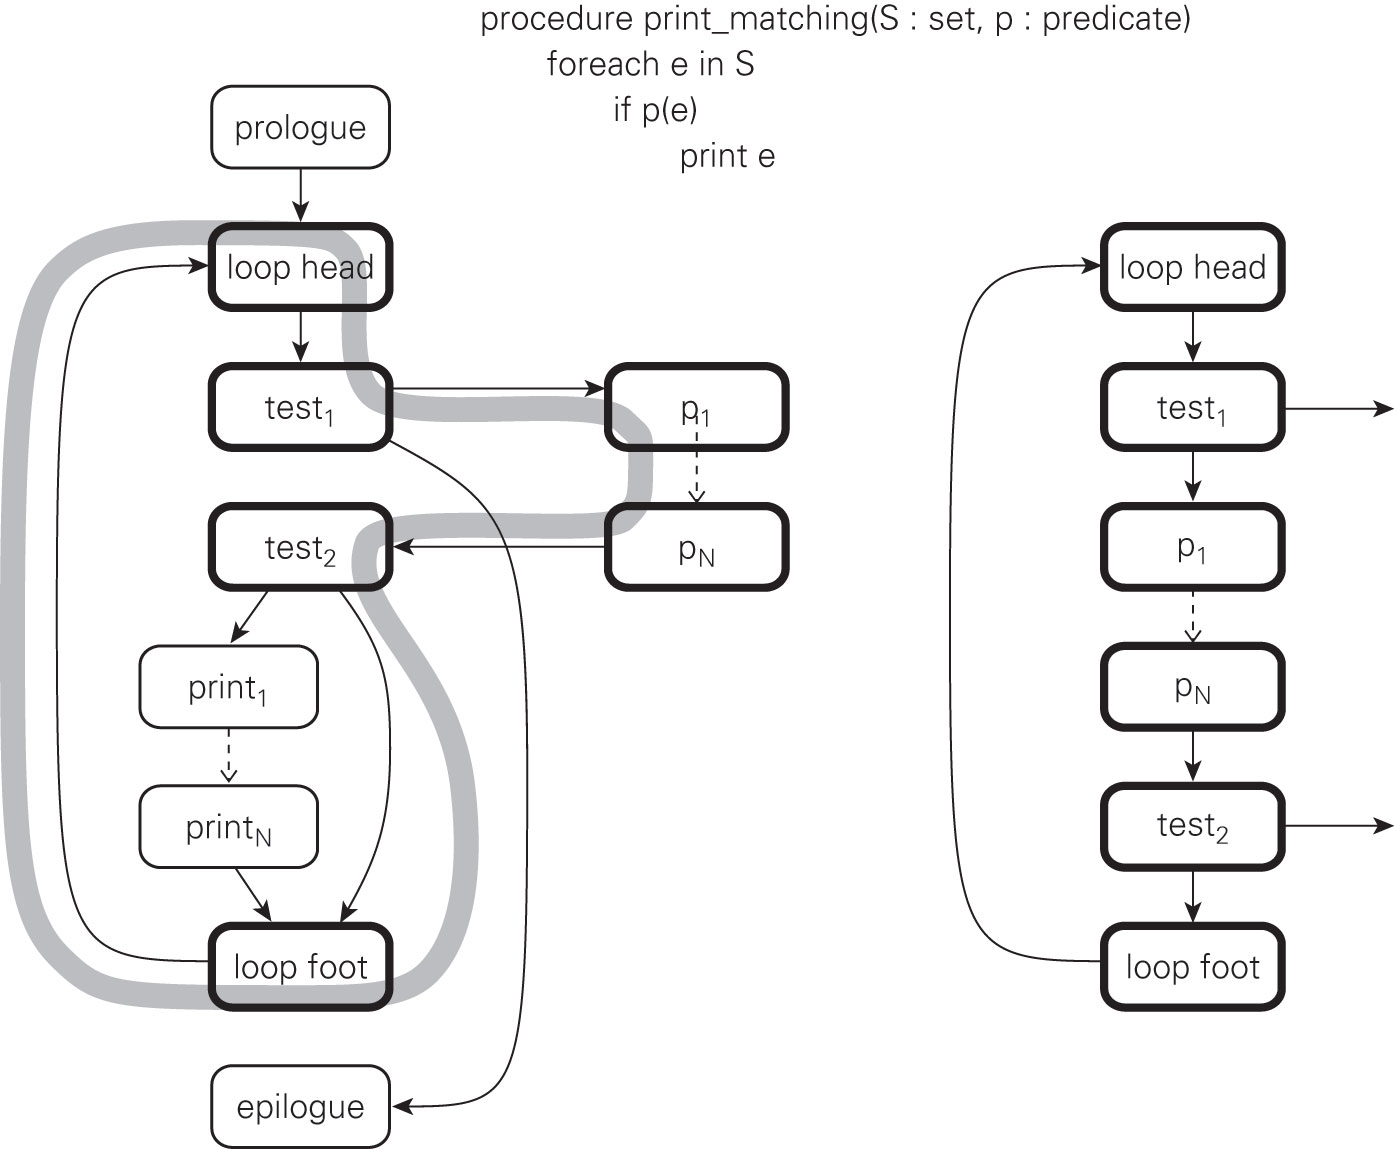 procedure print_matching(S : set, p : predicate)
foreach e in S
if p(e)
print e
prologue
loop head
test1
p1
test2
pN
print1
printN
loop foot
epilogue
loop head
test1
p1
pN
test2
loop foot